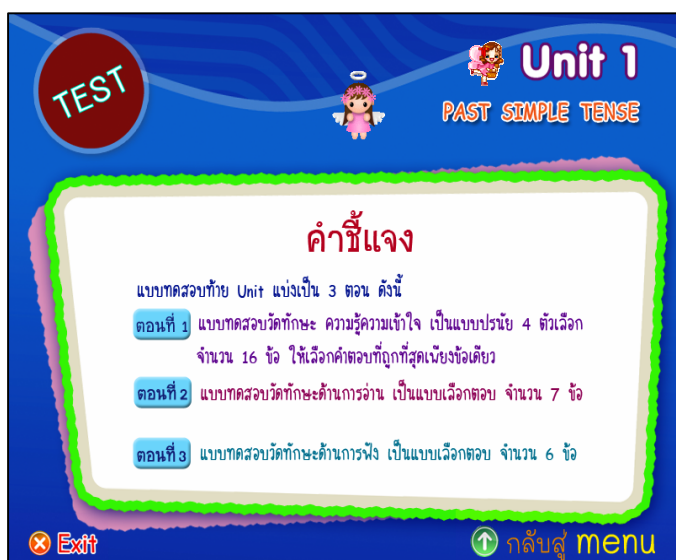 TEST
Unit 1
PAST SIMPLE TENSE
คำชี้แจง
แบบทดสอบท้าย Unit แบ่งเป็น 3 ตอน ดังนี้
ตอนที่ 1 แบบทดสอบวัดทักษะ ความรู้ความเข้าใจ เป็นแบบปรนัย 4 ตัวเลือก
จำนวน 16 ข้อ ให้เลือกคำตอบที่ถูกที่สุดเพียงข้อเดียว
ตอนที่ 2 แบบทดสอบวัดทักษะด้านการอ่าน เป็นแบบเลือกตอบ จำนวน 7 ข้อ
ตอนที่ 3 แบบทดสอบวัดทักษะด้านการฟัง เป็นแบบเลือกตอบ จำนวน 6 ข้อ
Exit
กลับสู่ menu